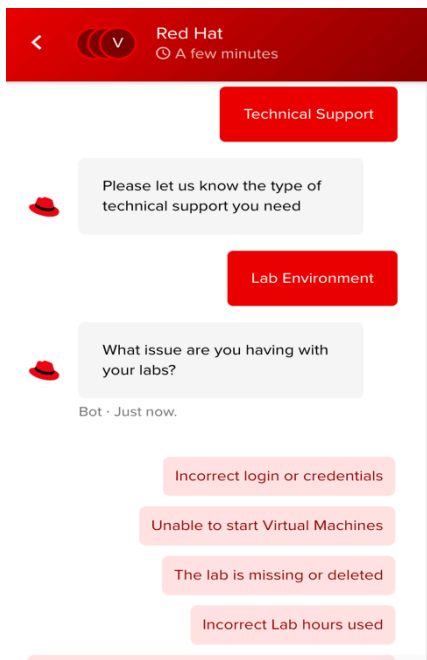 V
Red Hat
A few minutes
Technical Support
Please let us know the type of
technical support you need
Lab Environment
What issue are you having with
your labs?
Bot · Just now.
Incorrect login or credentials
Unable to start Virtual Machines
The lab is missing or deleted
Incorrect Lab hours used